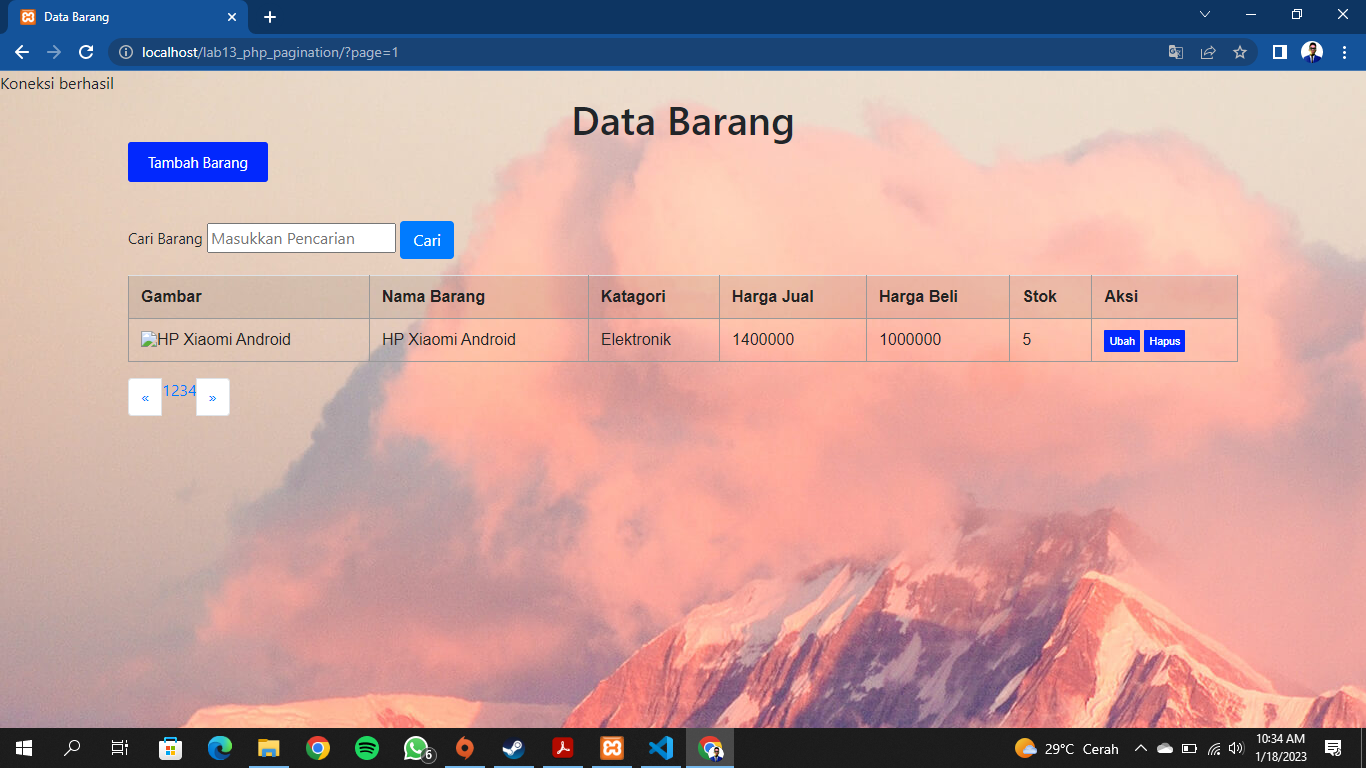 Data Barang
localhost/lab13_php_pagination/?page=1
Koneksi berhasil
Data Barang
Tambah Barang
Cari Barang Masukkan Pencarian Cari
Gambar Nama Barang Katagori Harga Jual Harga Beli Stok Aksi
HP Xiaomi Android HP Xiaomi Android Elektronik 1400000 1000000 5 Ubah Hapus
« 1234 »
6
29°C Cerah
10:34 AM
1/18/2023